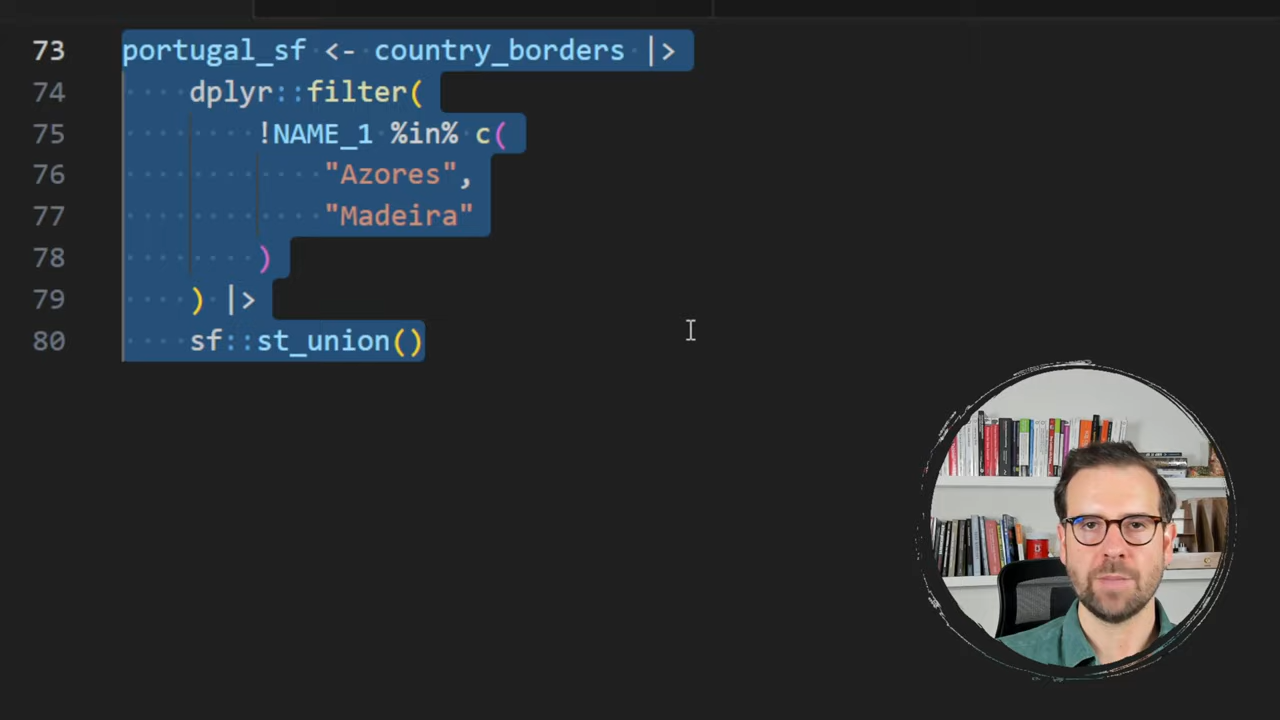 73 portugal_sf <- country_borders |>
74 dplyr::filter(
75 !NAME_1 %in% c(
76 "Azores",
77 "Madeira"
78 )
79 ) |>
80 sf::st_union()